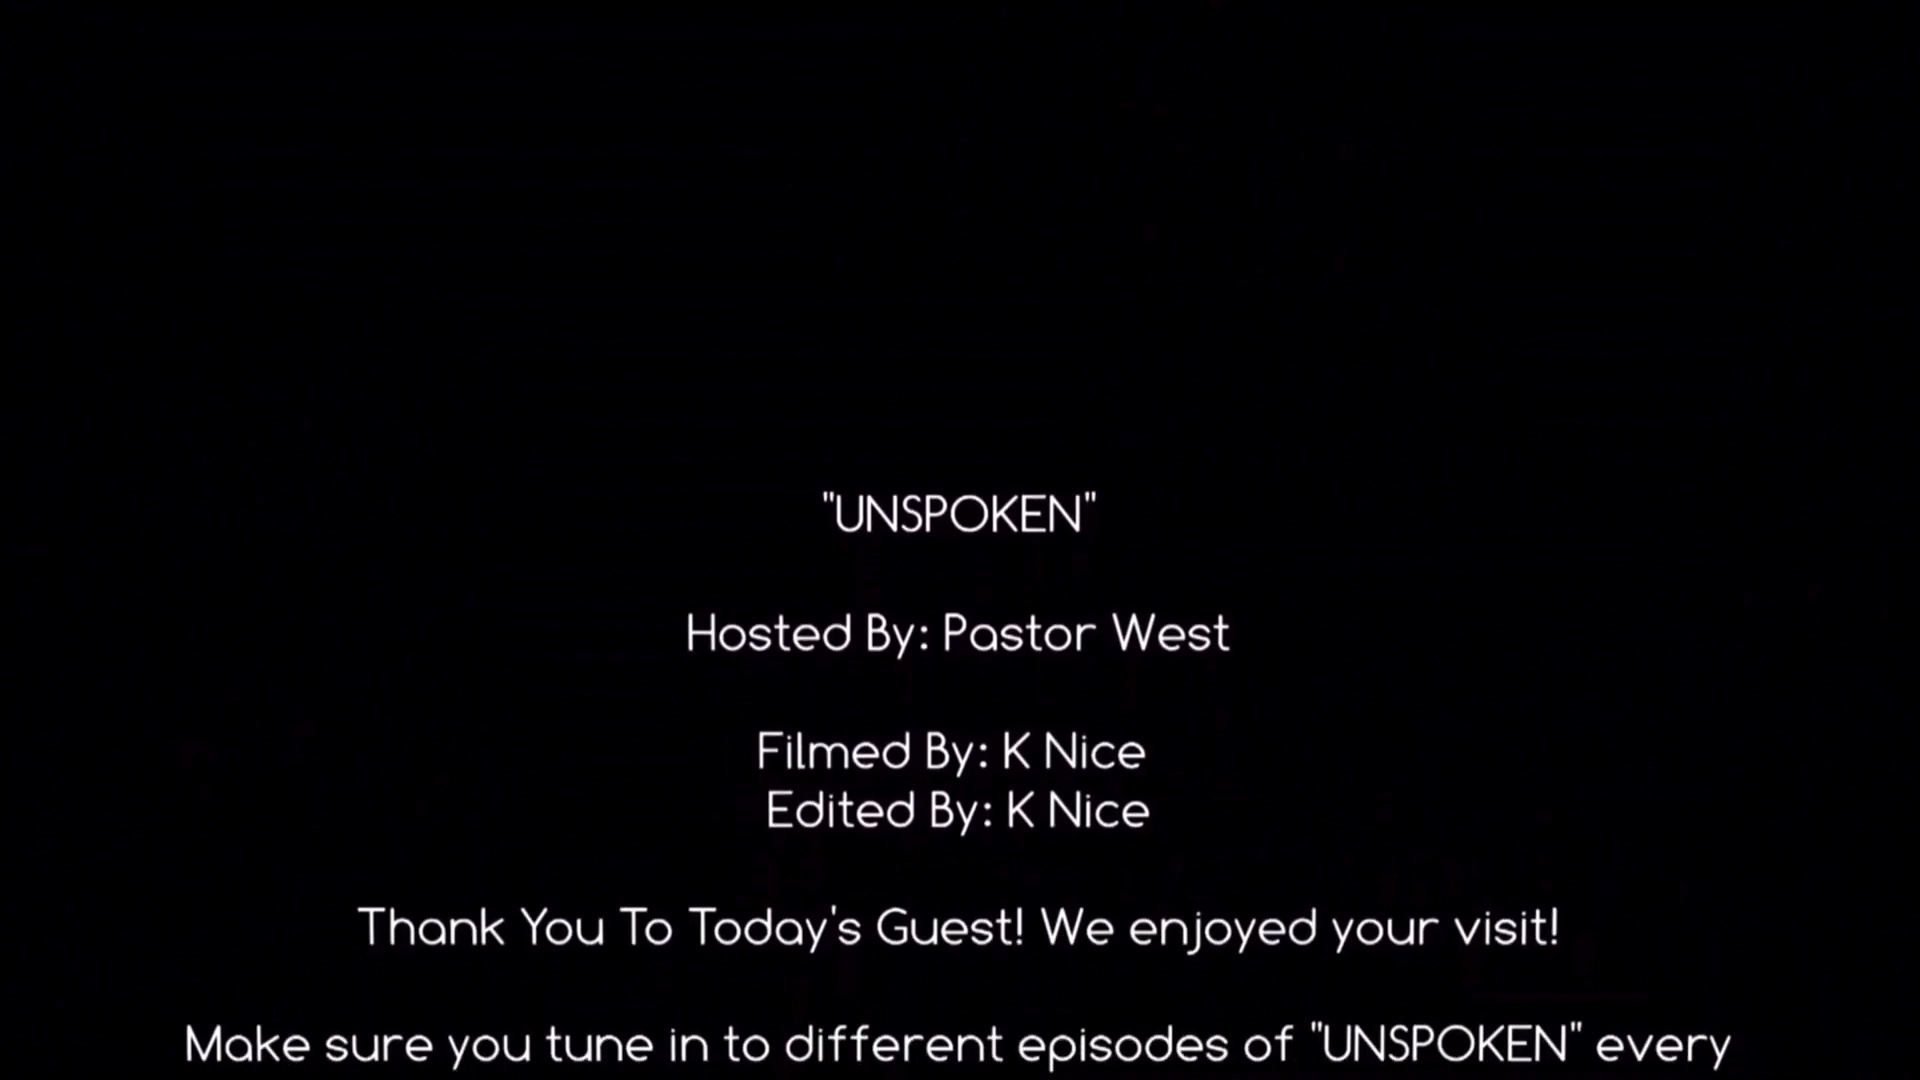 "UNSPOKEN"
Hosted By: Pastor West
Filmed By: K Nice
Edited By: K Nice
Thank You To Today's Guest! We enjoyed your visit!
Make sure you tune in to different episodes of "UNSPOKEN" every